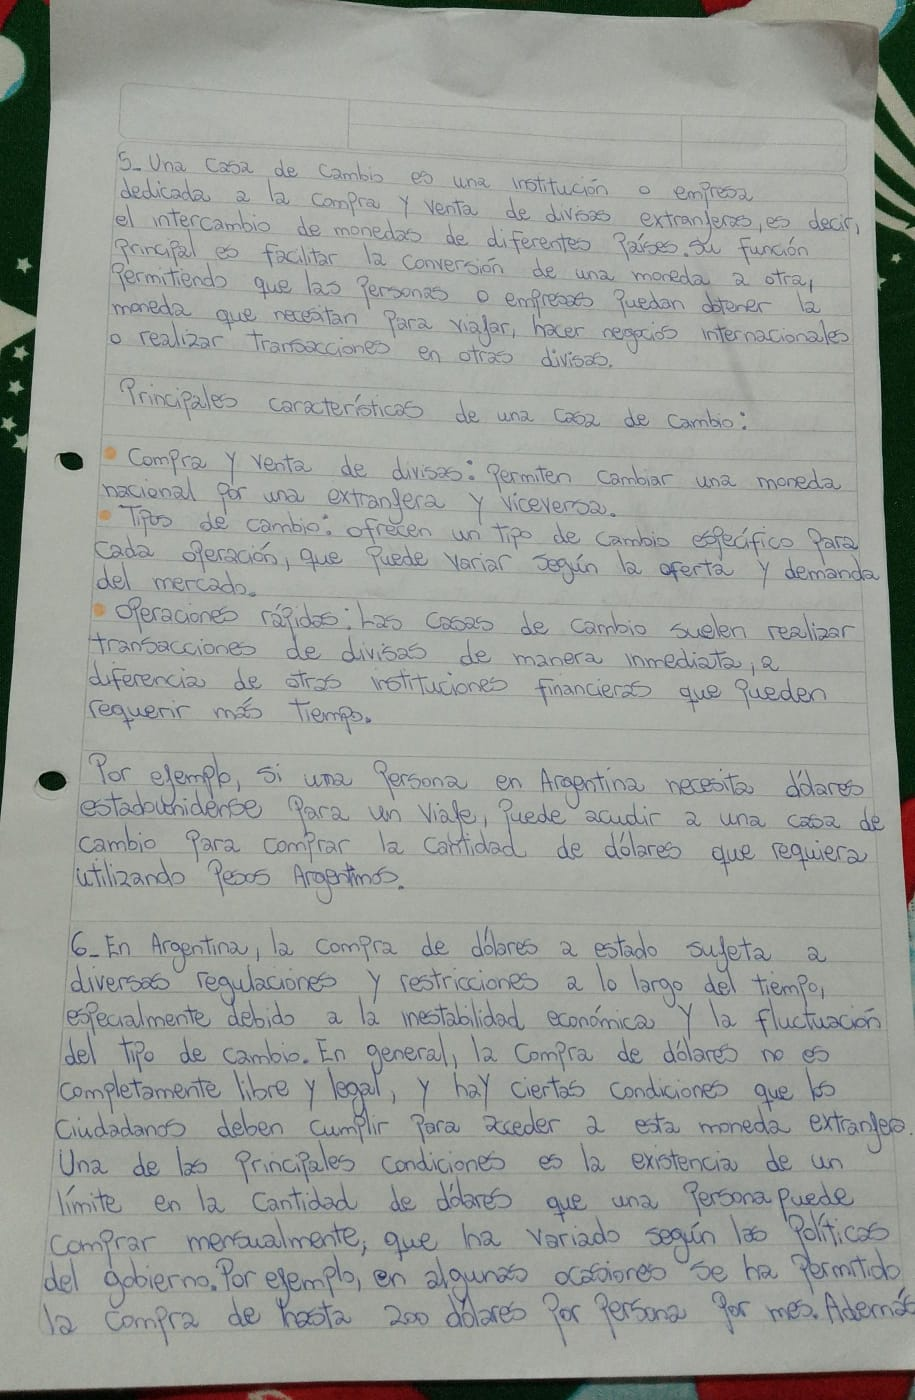 5_ Una casa de cambio es una institución o empresa
dedicada a la compra y venta de divisas extranjeras, es decir,
el intercambio de monedas de diferentes países. Su función
principal es facilitar la conversión de una moneda a otra,
permitiendo que las personas o empresas puedan obtener la
moneda que necesitan para viajar, hacer negocios internacionales
o realizar transacciones en otras divisas.
Principales características de una casa de cambio:
• Compra y venta de divisas: permiten cambiar una moneda
nacional por una extrangera y viceversa.
• Tipos de cambio: ofrecen un tipo de cambio específico para
cada operación, que puede variar según la oferta y demanda
del mercado.
• Operaciones rápidas: Las casas de cambio suelen realizar
transacciones de divisas de manera inmediata, a
diferencia de otras instituciones financieras que pueden
requerir más tiempo.
Por ejemplo, si una persona en Argentina necesita dólares
estadounidense para un viaje, puede acudir a una casa de
cambio para comprar la cantidad de dólares que requiera
utilizando pesos Argentinos.
6_ En Argentina, la compra de dólares a estado sujeta a
diversas regulaciones y restricciones a lo largo del tiempo,
especialmente debido a la inestabilidad económica y la fluctuación
del tipo de cambio. En general, la compra de dólares no es
completamente libre y legal, y hay ciertas condiciones que los
ciudadanos deben cumplir para acceder a esta moneda extranjera.
Una de las principales condiciones es la existencia de un
límite en la cantidad de dólares que una persona puede
comprar mensualmente, que ha variado según las políticas
del gobierno. Por ejemplo, en algunas ocasiones se ha permitido
la compra de hasta 200 dólares por persona por mes. Además